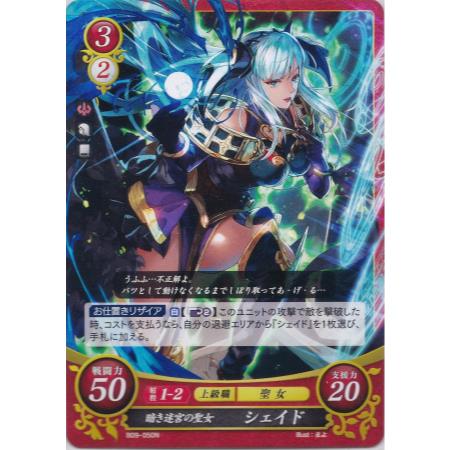 3
2
うふふ…不正解よ。
バツとして動けなくなるまでしぼり取ってあ・げ・る…
お仕置きリザイア 自 [2] このユニットの攻撃で敵を撃破した
時、コストを支払うなら、自分の退避エリアから『シェイド』を1枚選び、
手札に加える。
戦闘力
50
射程 1-2 上級職 聖女
支援力
20
暗き迷宮の聖女 シェイド
B09-050N
Illust: